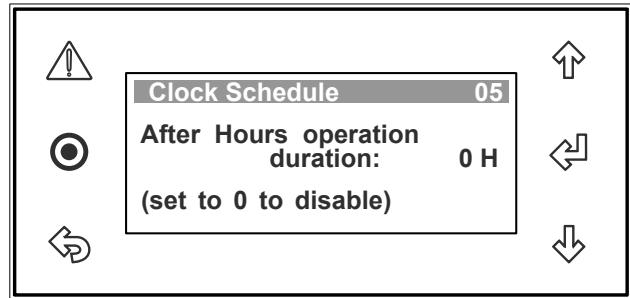 Clock Schedule 05
After Hours operation
duration: 0 H
(set to 0 to disable)